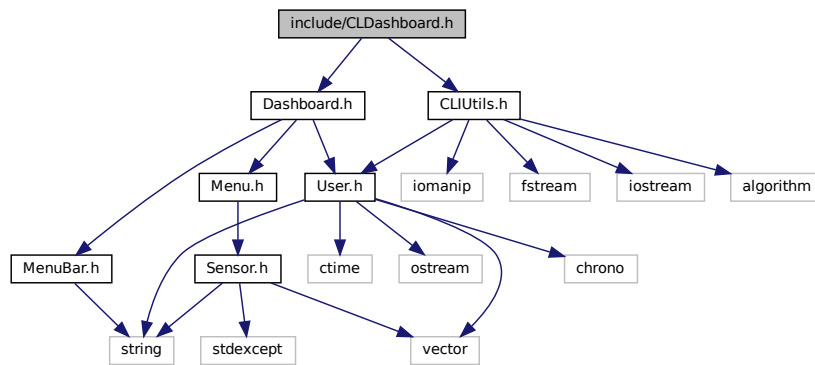 include/CLDashboard.h
Dashboard.h
CLIUtils.h
Menu.h
User.h
iomanip
fstream
iostream
algorithm
MenuBar.h
Sensor.h
ctime
ostream
chrono
string
stdexcept
vector